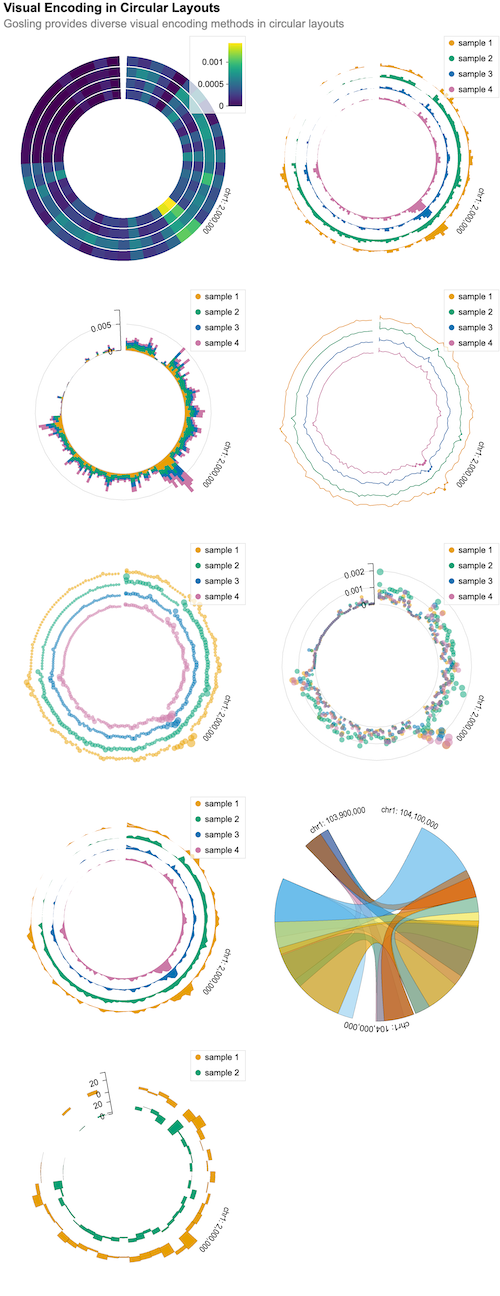 Visual Encoding in Circular Layouts
Gosling provides diverse visual encoding methods in circular layouts
0.001
0.0005
0
chr1: 2,000,000
sample 1
sample 2
sample 3
sample 4
chr1: 2,000,000
0.005
0
sample 1
sample 2
sample 3
sample 4
chr1: 2,000,000
sample 1
sample 2
sample 3
sample 4
chr1: 2,000,000
sample 1
sample 2
sample 3
sample 4
chr1: 2,000,000
0.002
0.001
0
sample 1
sample 2
sample 3
sample 4
chr1: 2,000,000
sample 1
sample 2
sample 3
sample 4
chr1: 2,000,000
chr1: 103,900,000
chr1: 104,100,000
chr1: 104,000,000
sample 1
sample 2
20
0
20
0
chr1: 2,000,000